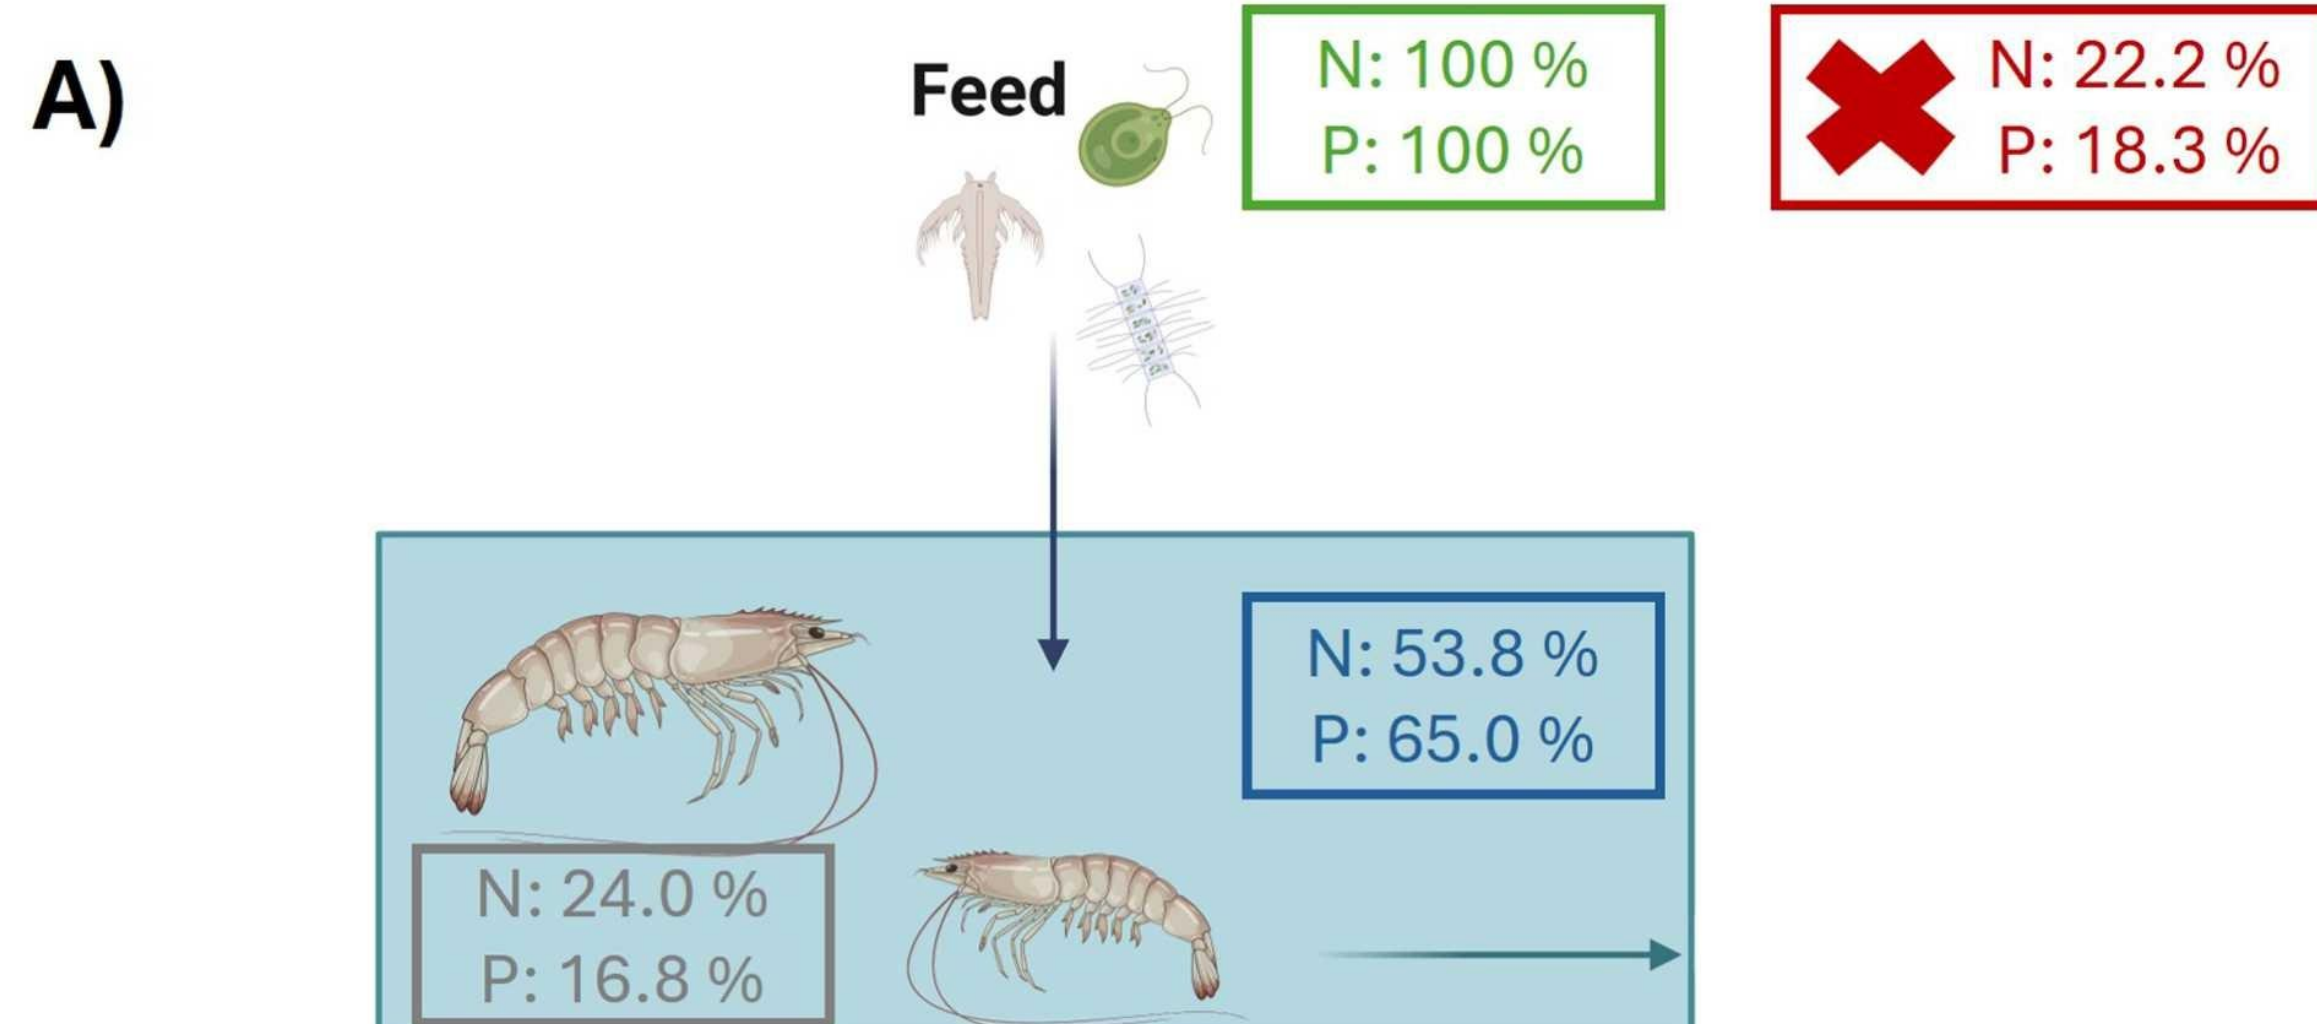 A)
Feed
N: 100 %
P: 100 %
N: 22.2 %
P: 18.3 %
N: 53.8 %
P: 65.0 %
N: 24.0 %
P: 16.8 %